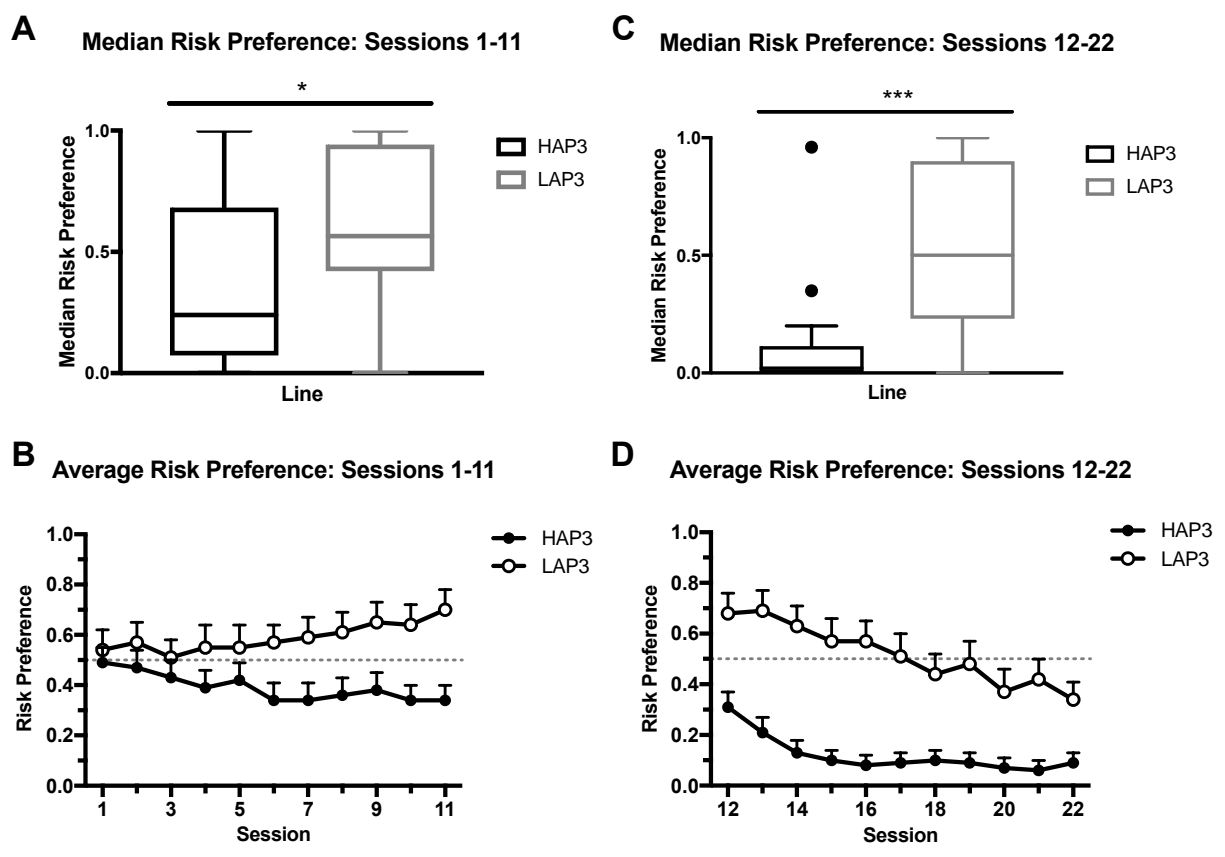 A
Median Risk Preference: Sessions 1-11
*
Median Risk Preference
1.0
0.5
0.0
Line
HAP3
LAP3
C
Median Risk Preference: Sessions 12-22
***
Median Risk Preference
1.0
0.5
0.0
Line
HAP3
LAP3
B
Average Risk Preference: Sessions 1-11
Risk Preference
1.0
0.8
0.6
0.4
0.2
0.0
1 3 5 7 9 11
Session
HAP3
LAP3
D
Average Risk Preference: Sessions 12-22
Risk Preference
1.0
0.8
0.6
0.4
0.2
0.0
12 14 16 18 20 22
Session
HAP3
LAP3